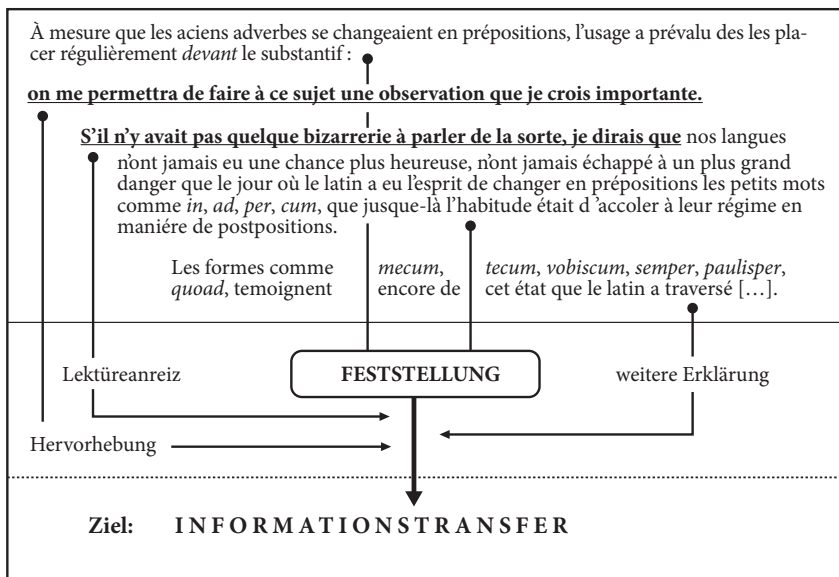 À mesure que les aciens adverbes se changeaient en prépositions, l'usage a prévalu des les pla-
cer régulièrement devant le substantif :
on me permettra de faire à ce sujet une observation que je crois importante.
S'il n'y avait pas quelque bizarrerie à parler de la sorte, je dirais que nos langues
n'ont jamais eu une chance plus heureuse, n'ont jamais échappé à un plus grand
danger que le jour où le latin a eu l'esprit de changer en prépositions les petits mots
comme in, ad, per, cum, que jusque-là l'habitude était d 'accoler à leur régime en
maniére de postpositions.
Les formes comme mecum, tecum, vobiscum, semper, paulisper,
quoad, temoignent encore de cet état que le latin a traversé […].
Lektüreanreiz FESTSTELLUNG weitere Erklärung
Hervorhebung
Ziel: INFORMATIONSTRANSFER